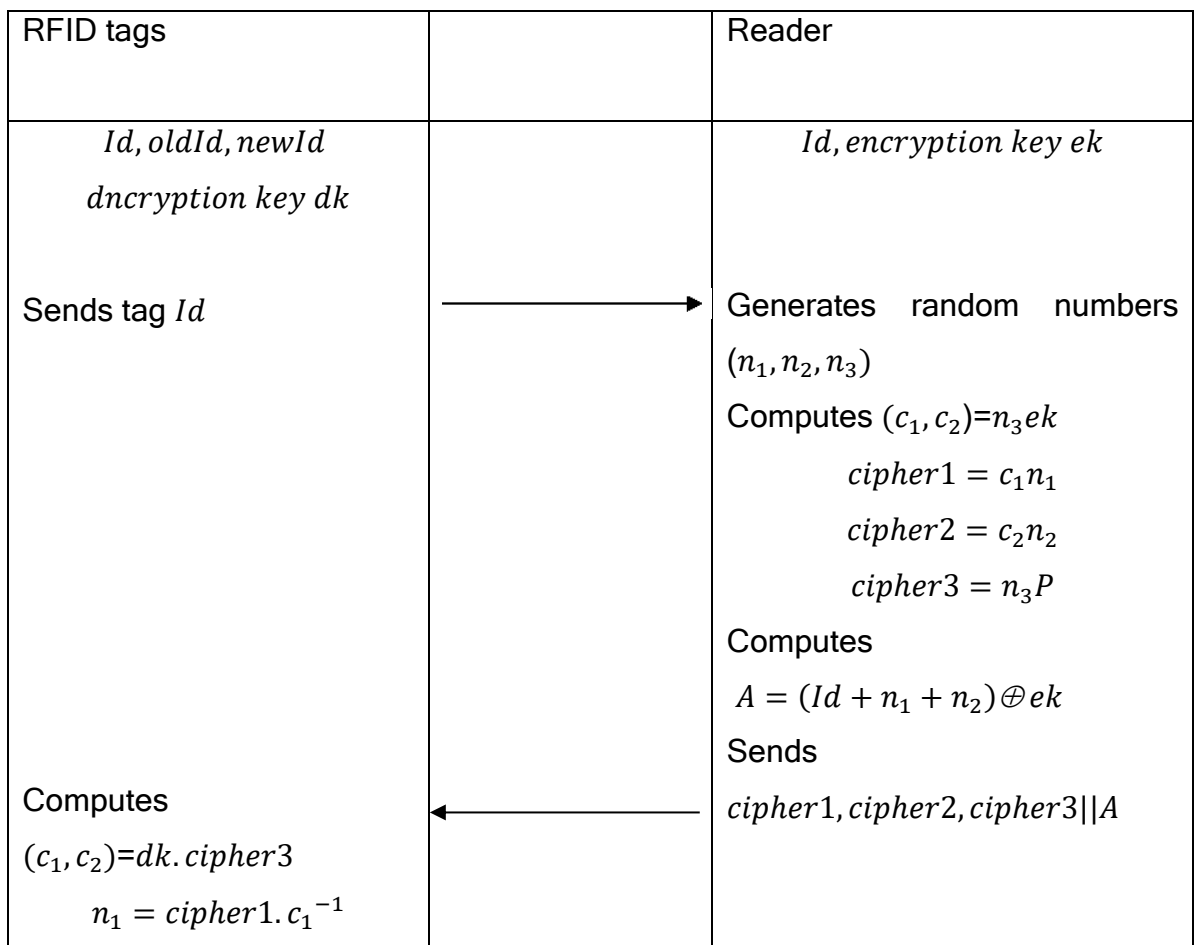 RFID tags
Reader
Id, oldId, newId
dncryption key dk
Id, encryption key ek
Sends tag Id
Generates random numbers
(n₁, n₂, n₃)
Computes (c₁, c₂)=n₃ek
cipher1 = c₁n₁
cipher2 = c₂n₂
cipher3 = n₃P
Computes
A = (Id + n₁ + n₂)⊕ek
Sends
cipher1, cipher2, cipher3||A
Computes
(c₁, c₂)=dk. cipher3
n₁ = cipher1. c₁⁻¹